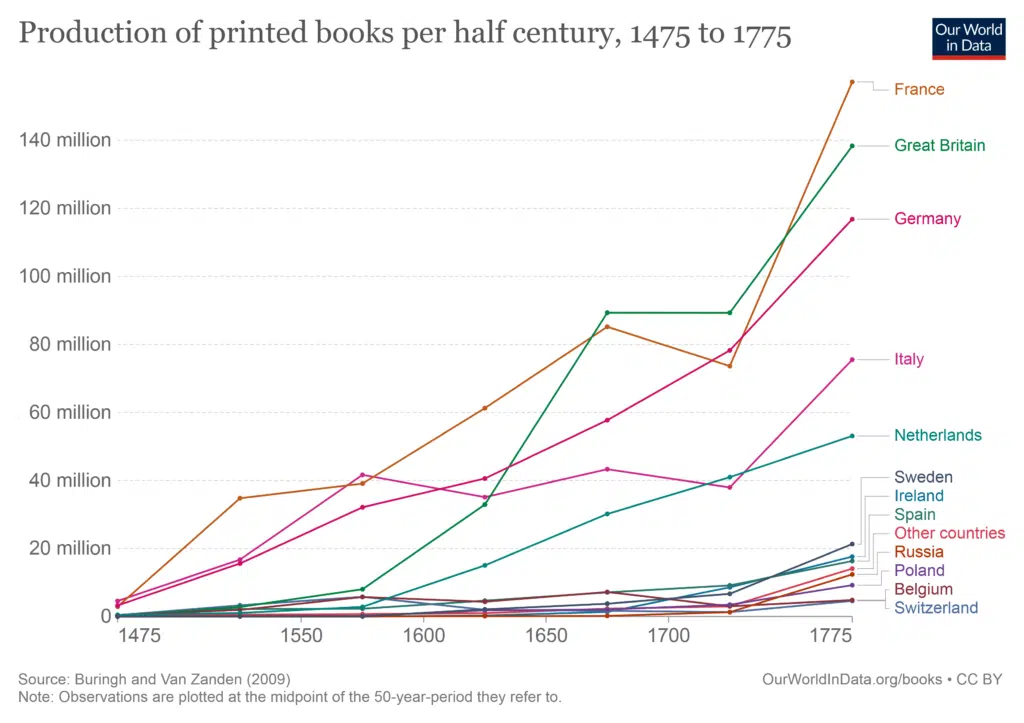 Production of printed books per half century, 1475 to 1775
Our World
in Data
140 million
120 million
100 million
80 million
60 million
40 million
20 million
0
1475
1550
1600
1650
1700
1775
France
Great Britain
Germany
Italy
Netherlands
Sweden
Ireland
Spain
Other countries
Russia
Poland
Belgium
Switzerland
Source: Buringh and Van Zanden (2009)
OurWorldInData.org/books • CC BY
Note: Observations are plotted at the midpoint of the 50-year-period they refer to.